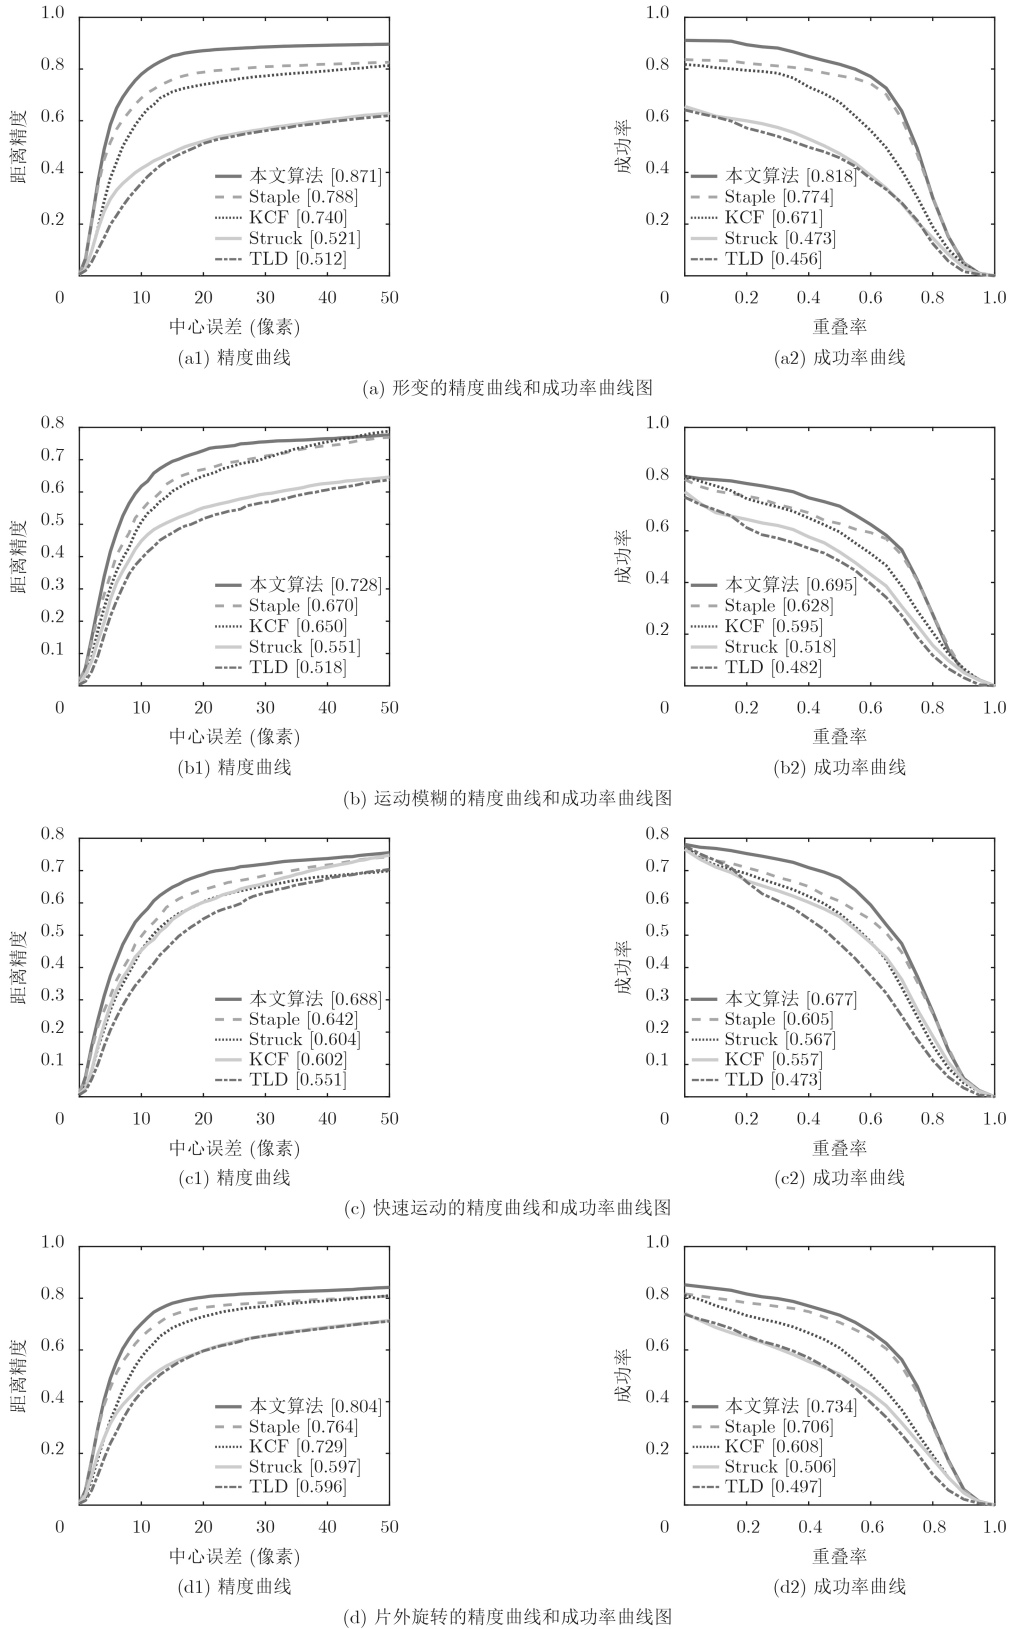 1.0
0.8
0.6
0.4
0.2
0
10
20
30
40
50
距离精度
本文算法 [0.871]
Staple [0.788]
KCF [0.740]
Struck [0.521]
TLD [0.512]
中心误差 (像素)
(a1) 精度曲线
1.0
0.8
0.6
0.4
0.2
0
0.2
0.4
0.6
0.8
1.0
成功率
本文算法 [0.818]
Staple [0.774]
KCF [0.671]
Struck [0.473]
TLD [0.456]
重叠率
(a2) 成功率曲线
(a) 形变的精度曲线和成功率曲线图
0.8
0.7
0.6
0.5
0.4
0.3
0.2
0.1
0
10
20
30
40
50
距离精度
本文算法 [0.728]
Staple [0.670]
KCF [0.650]
Struck [0.551]
TLD [0.518]
中心误差 (像素)
(b1) 精度曲线
1.0
0.8
0.6
0.4
0.2
0
0.2
0.4
0.6
0.8
1.0
成功率
本文算法 [0.695]
Staple [0.628]
KCF [0.595]
Struck [0.518]
TLD [0.482]
重叠率
(b2) 成功率曲线
(b) 运动模糊的精度曲线和成功率曲线图
0.8
0.7
0.6
0.5
0.4
0.3
0.2
0.1
0
10
20
30
40
50
距离精度
本文算法 [0.688]
Staple [0.642]
Struck [0.604]
KCF [0.602]
TLD [0.551]
中心误差 (像素)
(c1) 精度曲线
0.8
0.7
0.6
0.5
0.4
0.3
0.2
0.1
0
0.2
0.4
0.6
0.8
1.0
成功率
本文算法 [0.677]
Staple [0.605]
Struck [0.567]
KCF [0.557]
TLD [0.473]
重叠率
(c2) 成功率曲线
(c) 快速运动的精度曲线和成功率曲线图
1.0
0.8
0.6
0.4
0.2
0
10
20
30
40
50
距离精度
本文算法 [0.804]
Staple [0.764]
KCF [0.729]
Struck [0.597]
TLD [0.596]
中心误差 (像素)
(d1) 精度曲线
1.0
0.8
0.6
0.4
0.2
0
0.2
0.4
0.6
0.8
1.0
成功率
本文算法 [0.734]
Staple [0.706]
KCF [0.608]
Struck [0.506]
TLD [0.497]
重叠率
(d2) 成功率曲线
(d) 片外旋转的精度曲线和成功率曲线图